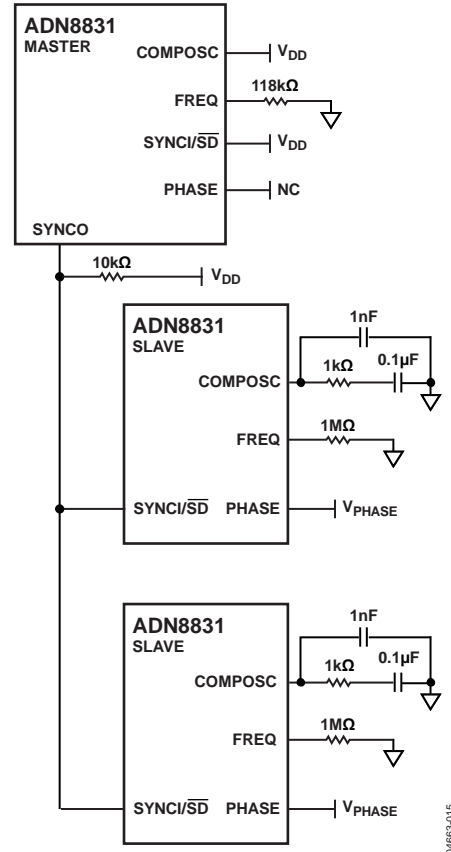 ADN8831
MASTER
COMPOSC
VDD
FREQ
118kΩ
SYNCI/SD
VDD
PHASE
NC
SYNCO
10kΩ
VDD
ADN8831
SLAVE
COMPOSC
1nF
1kΩ
0.1µF
FREQ
1MΩ
SYNCI/SD
PHASE
VPHASE
ADN8831
SLAVE
COMPOSC
1nF
1kΩ
0.1µF
FREQ
1MΩ
SYNCI/SD
PHASE
VPHASE
04663-015